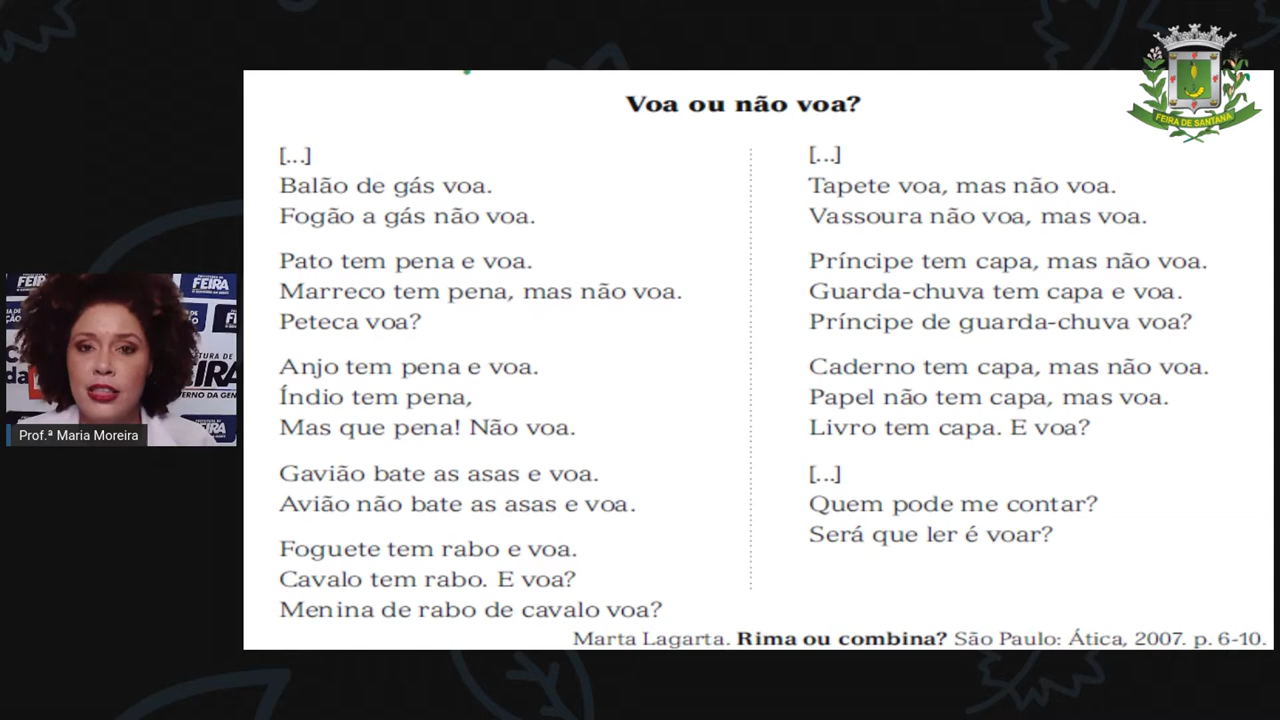 Voa ou não voa?
[...]
Balão de gás voa.
Fogão a gás não voa.
Pato tem pena e voa.
Marreco tem pena, mas não voa.
Peteca voa?
Anjo tem pena e voa.
Índio tem pena,
Mas que pena! Não voa.
Gavião bate as asas e voa.
Avião não bate as asas e voa.
Foguete tem rabo e voa.
Cavalo tem rabo. E voa?
Menina de rabo de cavalo voa?
[...]
Tapete voa, mas não voa.
Vassoura não voa, mas voa.
Príncipe tem capa, mas não voa.
Guarda-chuva tem capa e voa.
Príncipe de guarda-chuva voa?
Caderno tem capa, mas não voa.
Papel não tem capa, mas voa.
Livro tem capa. E voa?
[...]
Quem pode me contar?
Será que ler é voar?
Marta Lagarta. Rima ou combina? São Paulo: Ática, 2007. p. 6-10.
FEIRA DE SANTANA
FEIRA
Prof.ª Maria Moreira